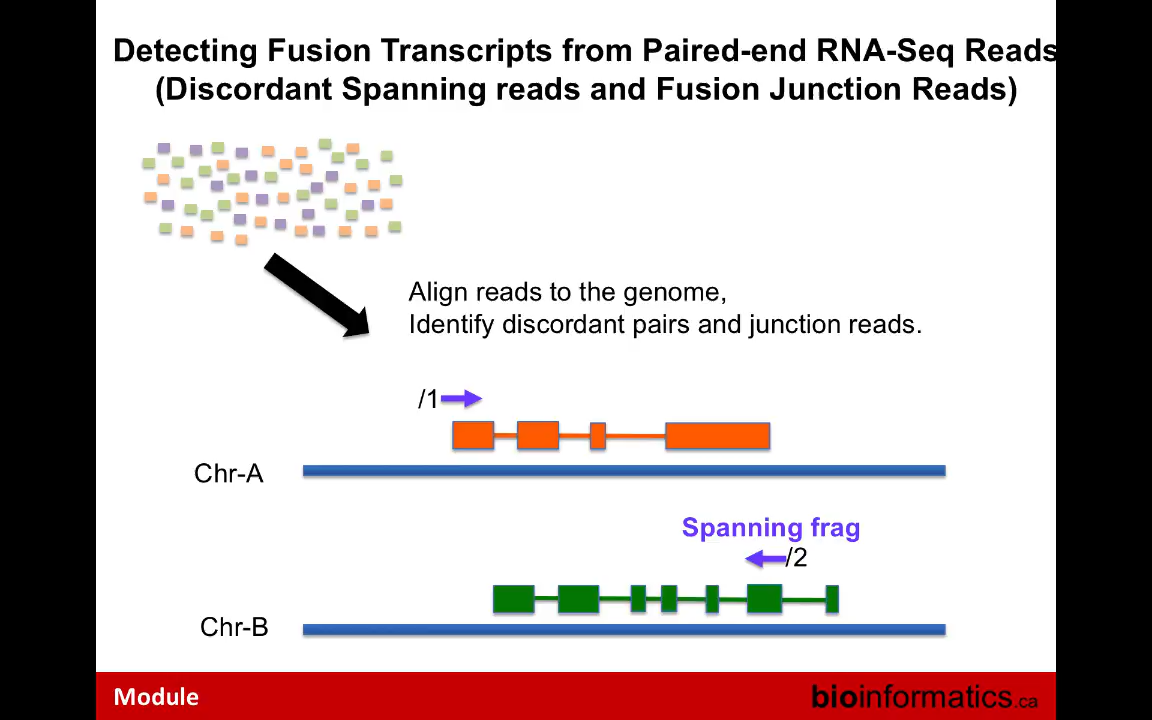 Detecting Fusion Transcripts from Paired-end RNA-Seq Reads
(Discordant Spanning reads and Fusion Junction Reads)
Align reads to the genome,
Identify discordant pairs and junction reads.
/1
Chr-A
Spanning frag
/2
Chr-B
Module
bioinformatics.ca